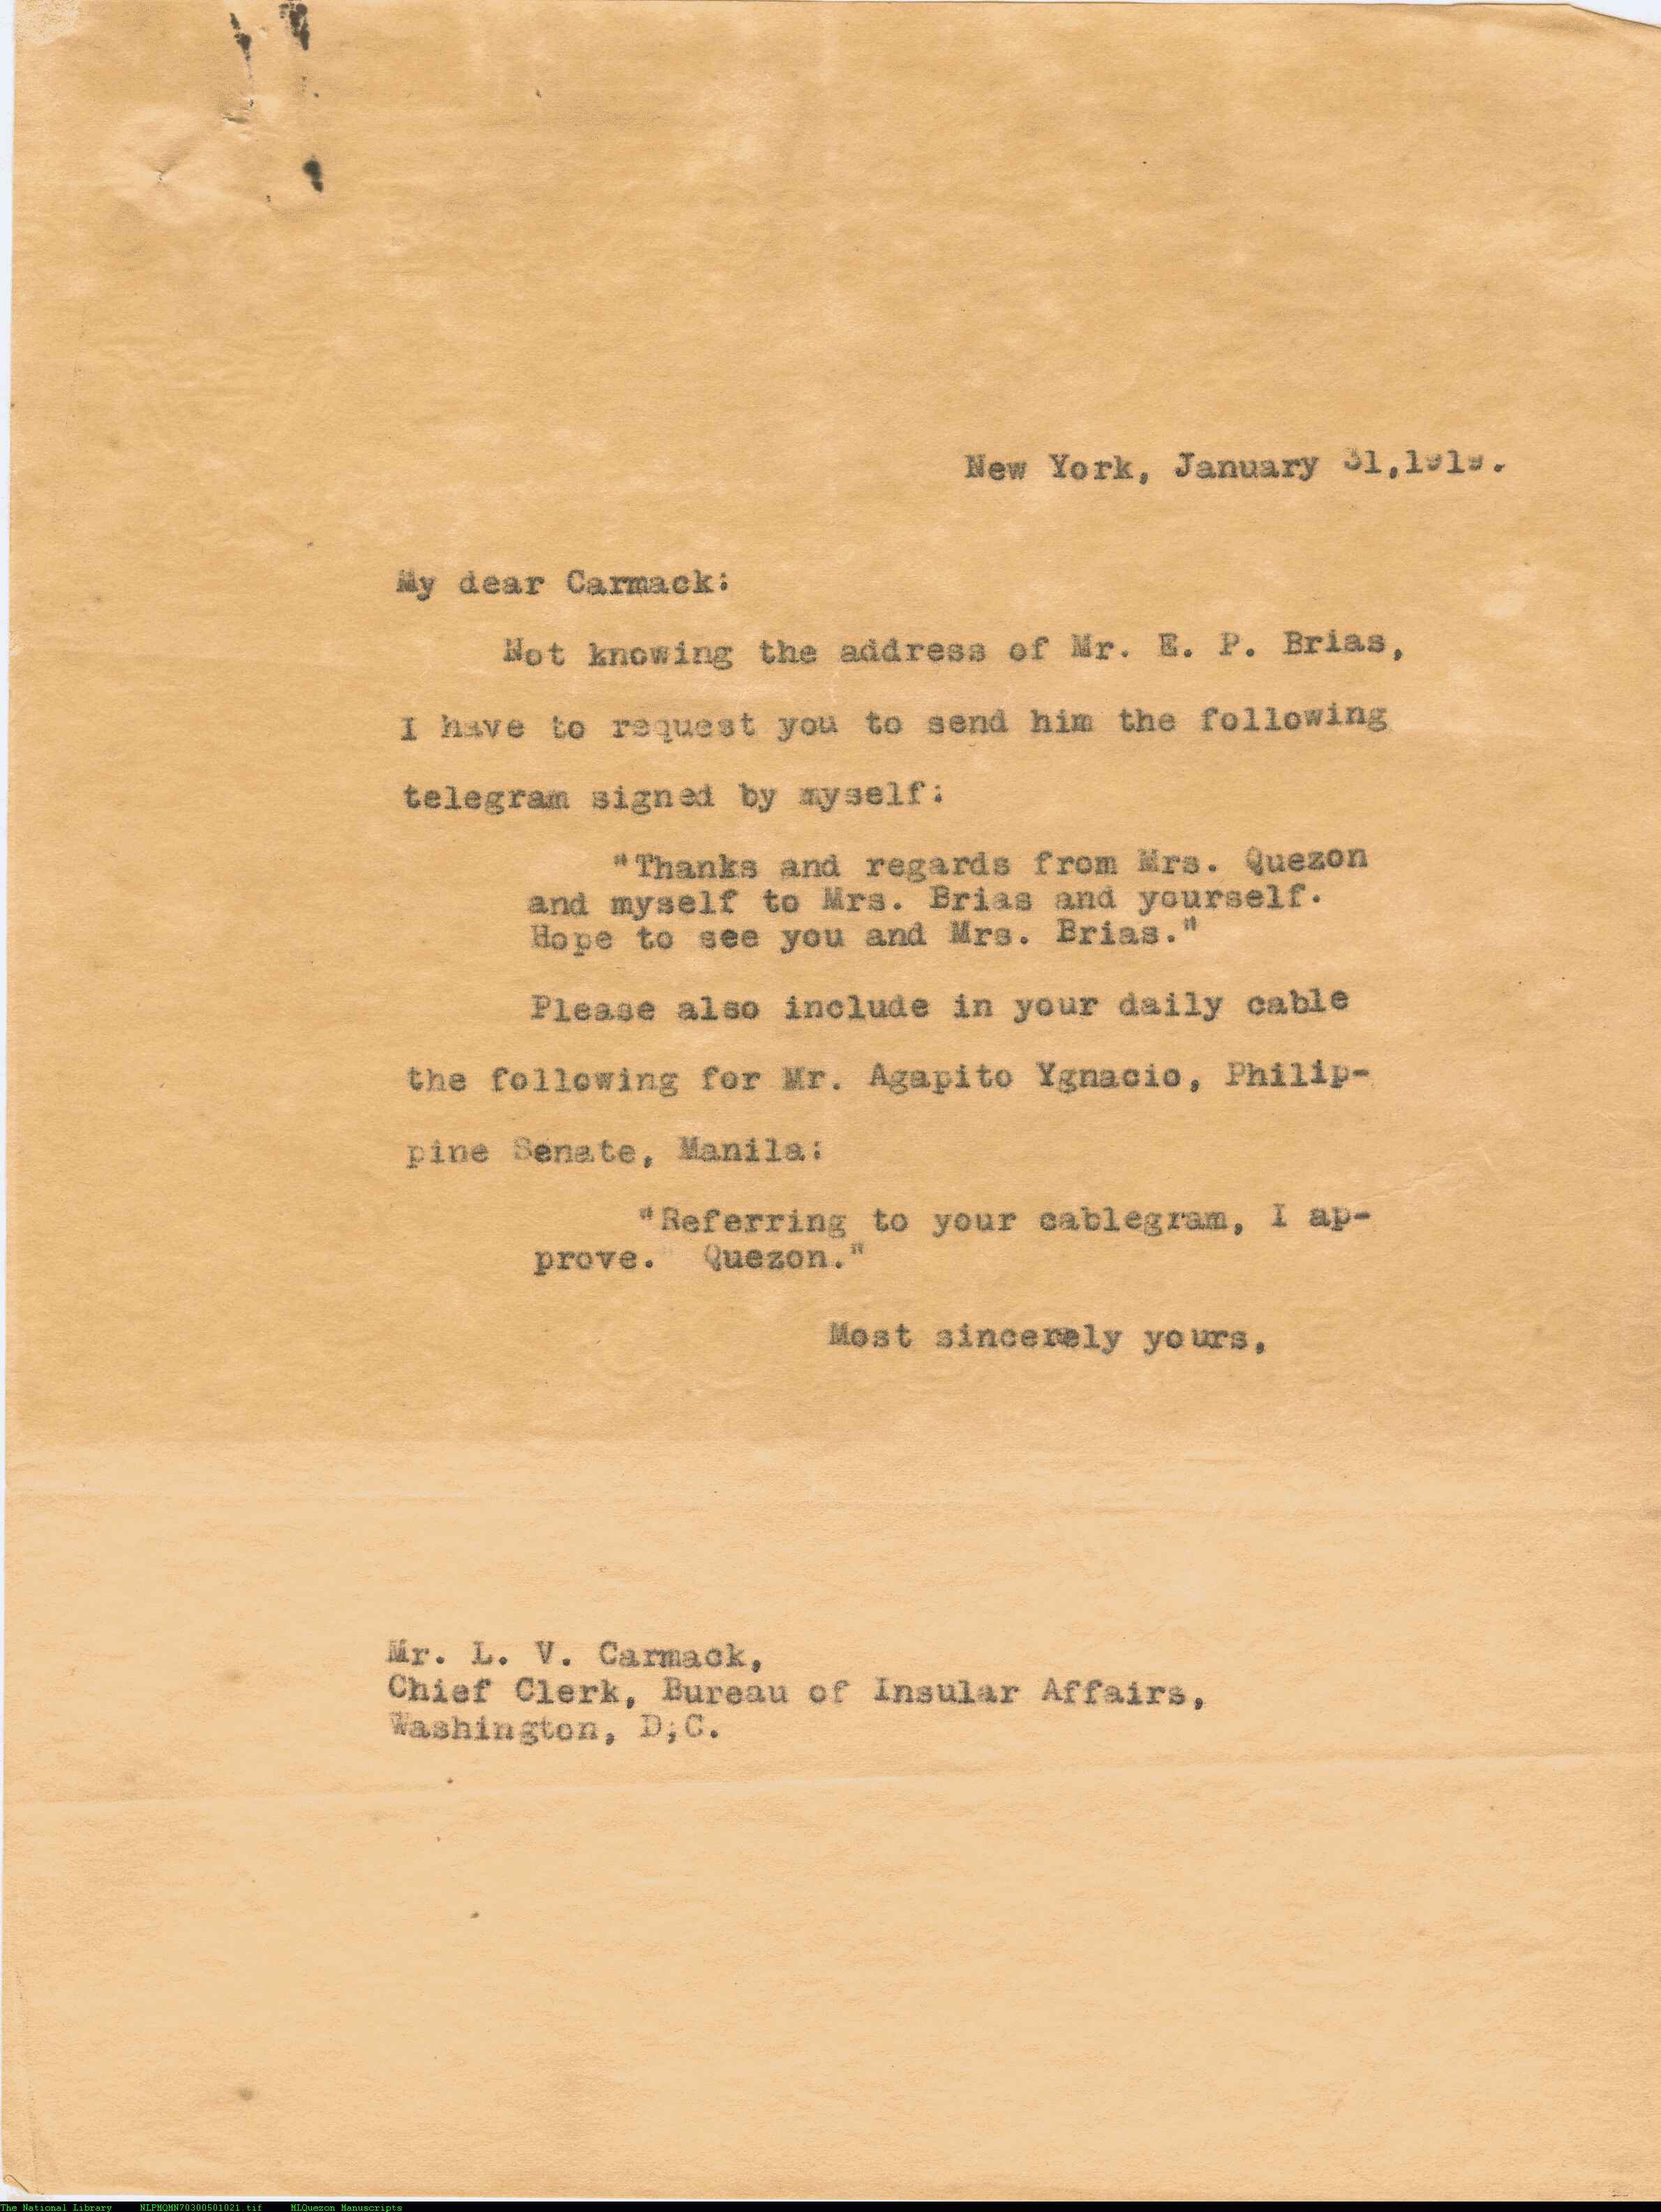 New York, January 31,1919.
My dear Carmack:
Not knowing the address of Mr. E. P. Brias,
I have to request you to send him the following
telegram signed by myself:
"Thanks and regards from Mrs. Quezon
and myself to Mrs. Brias and yourself.
Hope to see you and Mrs. Brias."
Please also include in your daily cable
the following for Mr. Agapito Ygnacio, Philip-
pine Senate, Manila:
"Referring to your cablegram, I ap-
prove." Quezon."
Most sincerely yours,
Mr. L. V. Carmack,
Chief Clerk, Bureau of Insular Affairs,
Washington, D;C.
The National Library NLPMQMN70300501021.tif MLQuezon Manuscripts